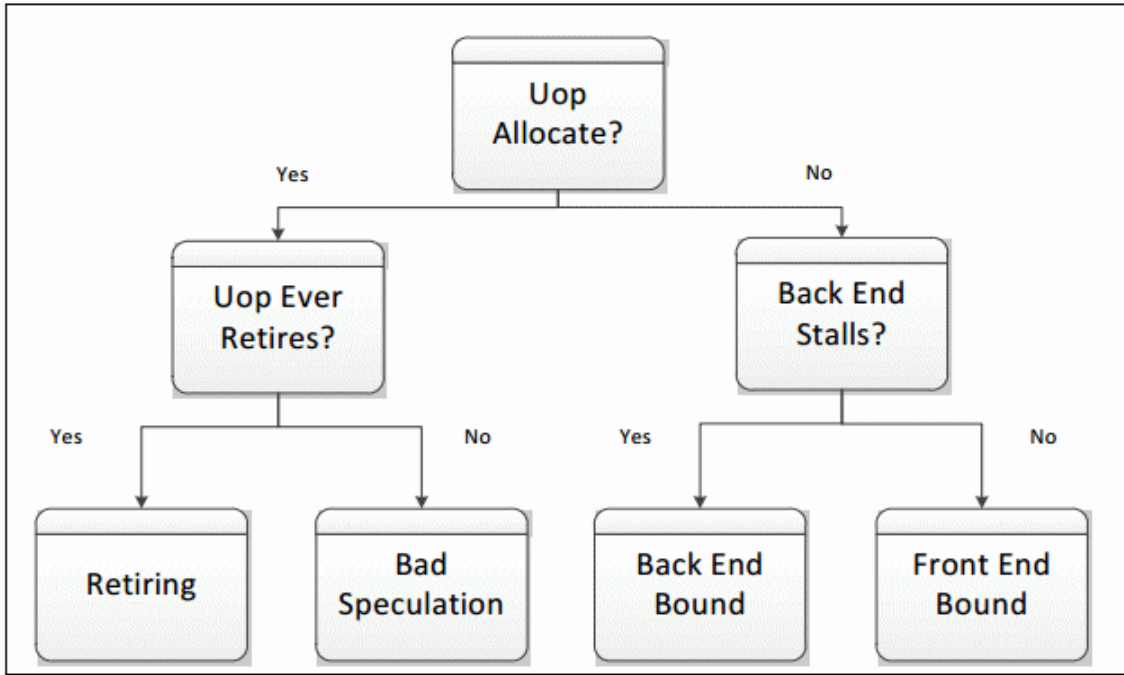 Uop
Allocate?
Yes
No
Uop Ever
Retires?
Back End
Stalls?
Yes
No
Yes
No
Retiring
Bad
Speculation
Back End
Bound
Front End
Bound